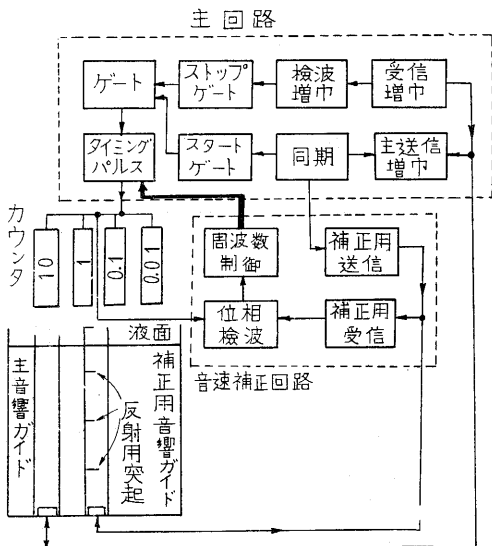 主回路
ゲート
ストップ
ゲート
検波
増巾
受信
増巾
タイミング
パルス
スタート
ゲート
同期
主送信
増巾
カウンタ
10
1
0.1
0.01
周波数
制御
補正用
送信
位相
検波
補正用
受信
音速補正回路
液面
主音響ガイド
反射用突起
補正用音響ガイド